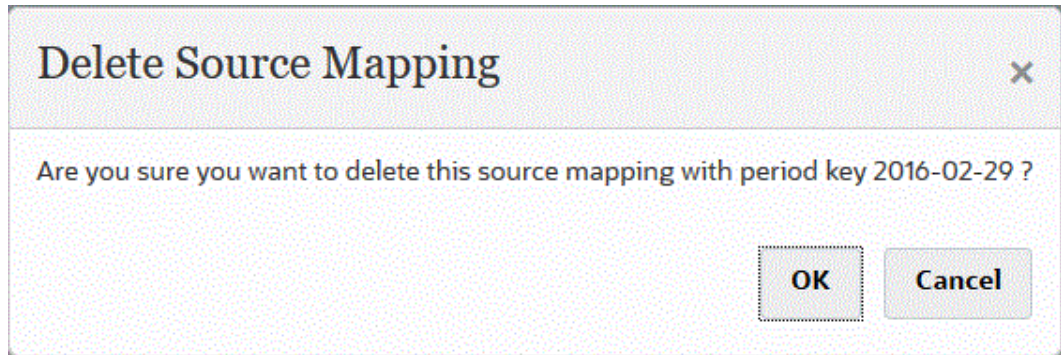 Delete Source Mapping
Are you sure you want to delete this source mapping with period key 2016-02-29 ?
OK Cancel